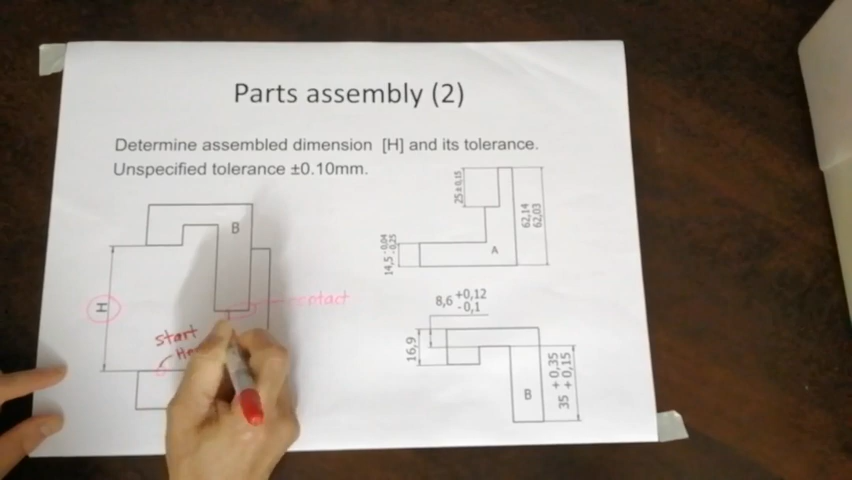 Parts assembly (2)
Determine assembled dimension [H] and its tolerance.
Unspecified tolerance ±0.10mm.
B
H
start
25±0,15
62,14
62,03
14,5 -0,04
-0,25
A
8,6 +0,12
-0,1
16,9
35 +0,35
+0,15
B